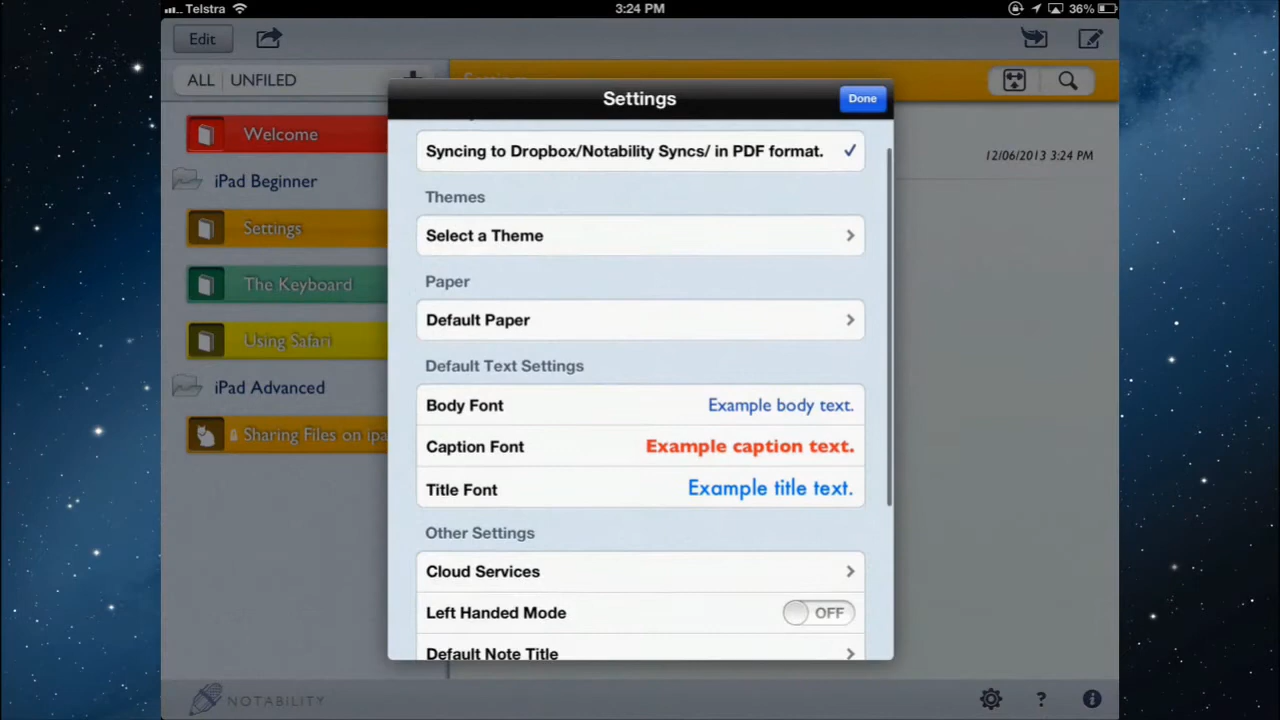 Telstra
3:24 PM
36%
Edit
ALL UNFILED
Settings
Done
Welcome
Syncing to Dropbox/Notability Syncs/ in PDF format.
12/06/2013 3:24 PM
iPad Beginner
Themes
Settings
Select a Theme
The Keyboard
Paper
Default Paper
Using Safari
Default Text Settings
iPad Advanced
Body Font Example body text.
Caption Font Example caption text.
Sharing Files on ipa
Title Font Example title text.
Other Settings
Cloud Services
Left Handed Mode OFF
Default Note Title
NOTABILITY
?
i